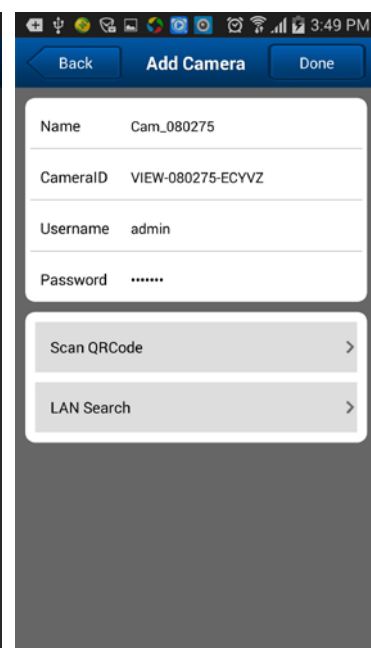 3:49 PM
Back Add Camera Done
Name Cam_080275
CameraID VIEW-080275-ECYVZ
Username admin
Password •••••••
Scan QRCode
LAN Search